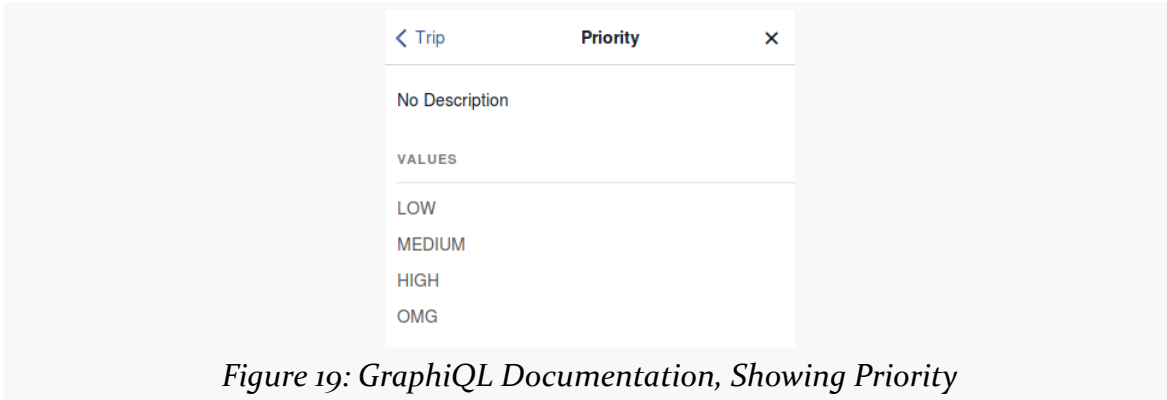 Trip Priority ×
No Description
VALUES
LOW
MEDIUM
HIGH
OMG
Figure 19: GraphiQL Documentation, Showing Priority